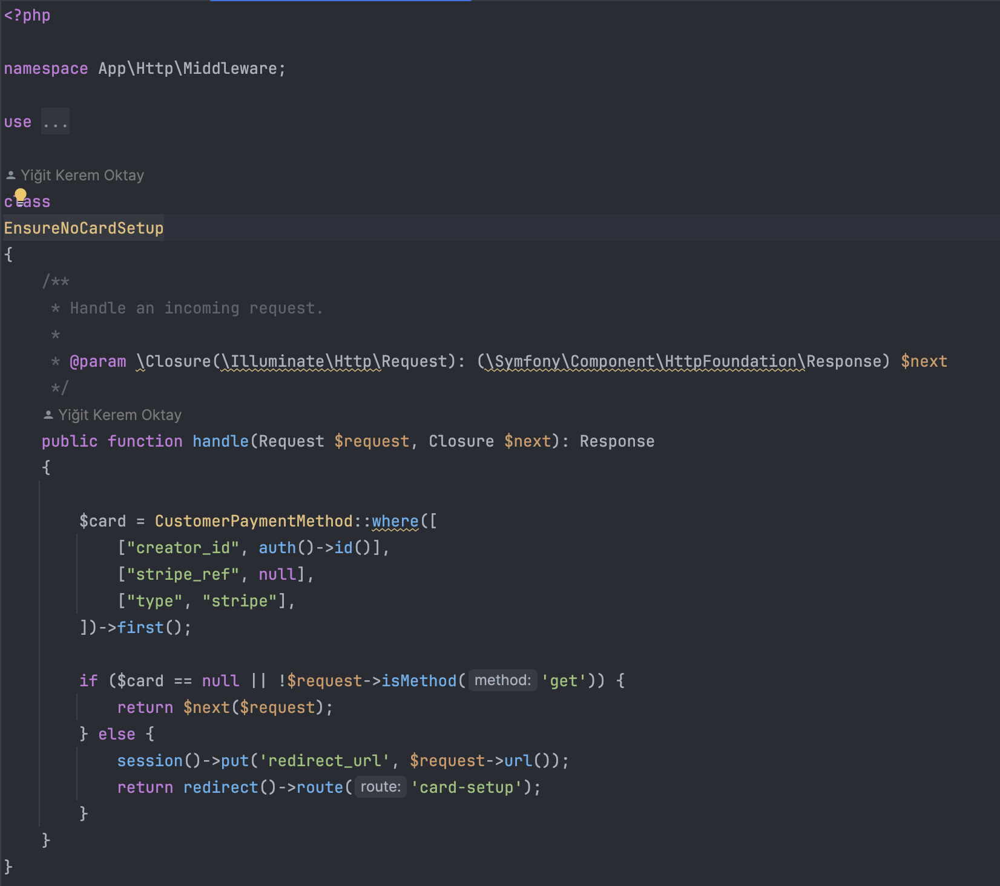 <?php
namespace App\Http\Middleware;
use ...
Yiğit Kerem Oktay
class
EnsureNoCardSetup
{
/**
* Handle an incoming request.
*
* @param \Closure(\Illuminate\Http\Request): (\Symfony\Component\HttpFoundation\Response) $next
*/
Yiğit Kerem Oktay
public function handle(Request $request, Closure $next): Response
{
$card = CustomerPaymentMethod::where([
["creator_id", auth()->id()],
["stripe_ref", null],
["type", "stripe"],
])->first();
if ($card == null || !$request->isMethod( method: 'get')) {
return $next($request);
} else {
session()->put('redirect_url', $request->url());
return redirect()->route( route: 'card-setup');
}
}
}